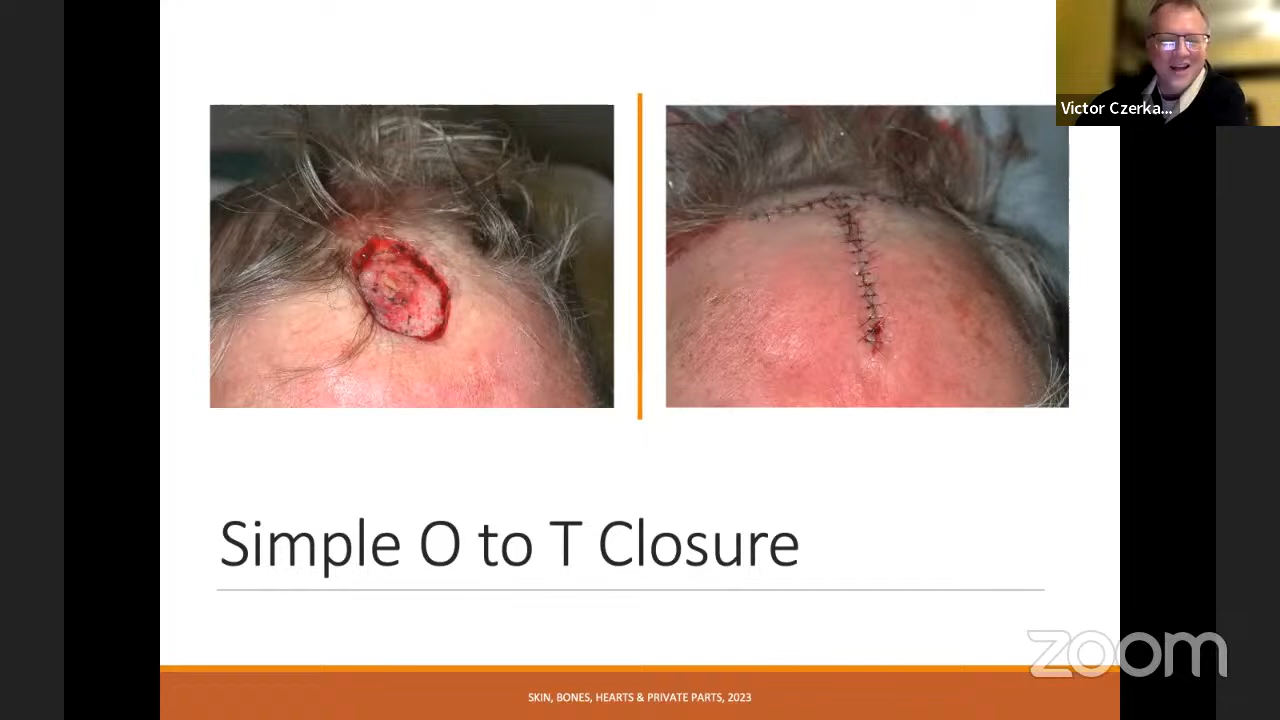 Victor Czerka...
Simple O to T Closure
zoom
SKIN, BONES, HEARTS & PRIVATE PARTS, 2023